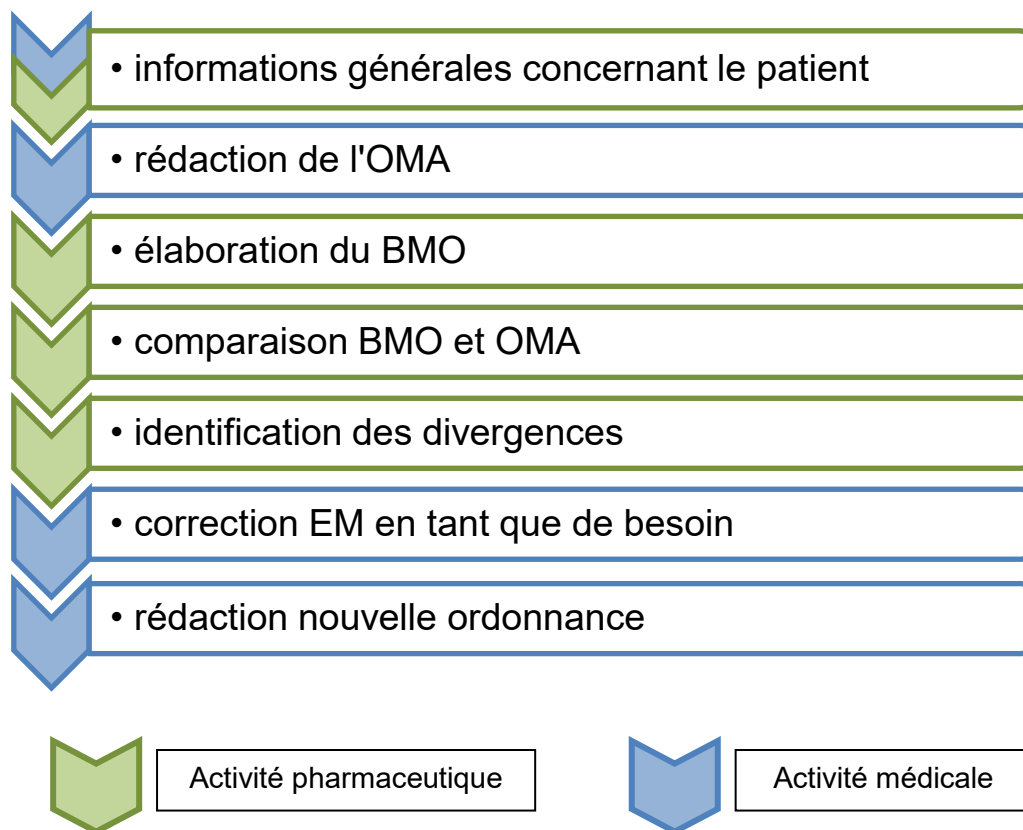 • informations générales concernant le patient
• rédaction de l'OMA
• élaboration du BMO
• comparaison BMO et OMA
• identification des divergences
• correction EM en tant que de besoin
• rédaction nouvelle ordonnance
Activité pharmaceutique
Activité médicale